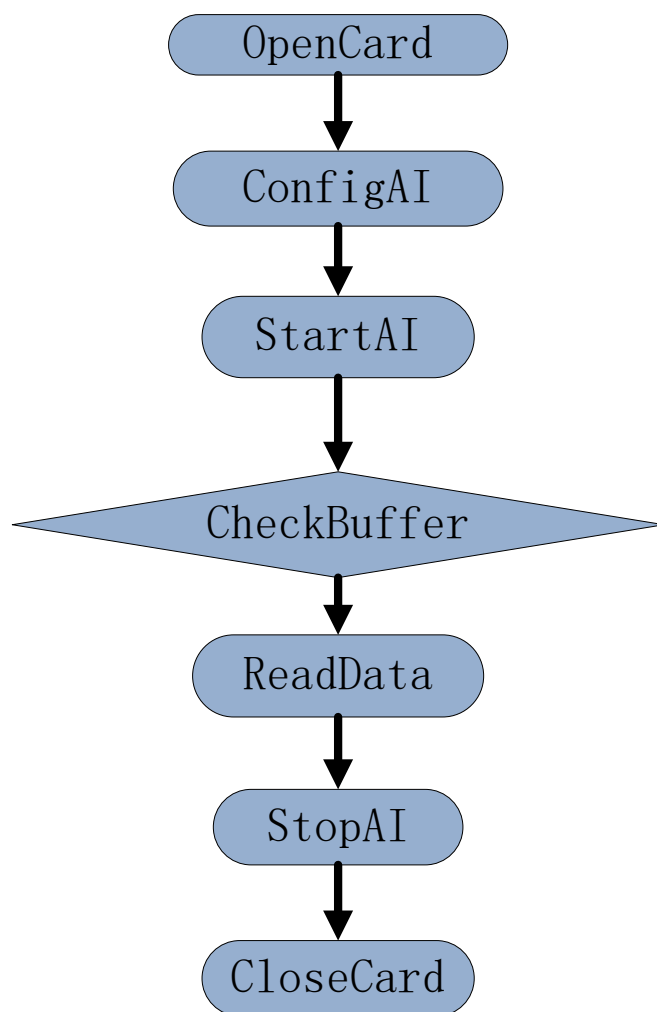 OpenCard
ConfigAI
StartAI
CheckBuffer
ReadData
StopAI
CloseCard